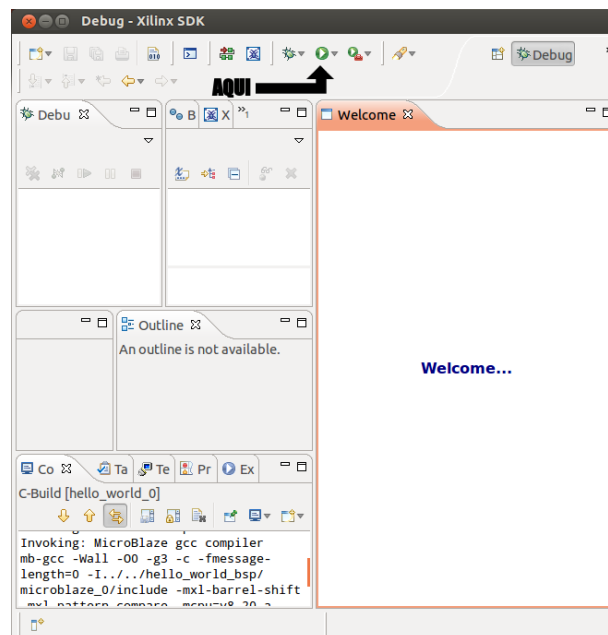 Debug - Xilinx SDK
Debug
AQUI
Debu
B
X
»1
Welcome
Outline
An outline is not available.
Welcome...
Co
Ta
Te
Pr
Ex
C-Build [hello_world_0]
Invoking: MicroBlaze gcc compiler
mb-gcc -Wall -O0 -g3 -c -fmessage-
length=0 -I../../hello_world_bsp/
microblaze_0/include -mxl-barrel-shift